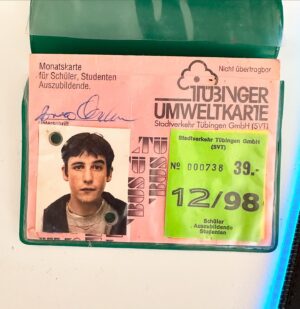 Monatskarte
für Schüler, Studenten
Auszubildende.
Nicht übertragbar
TÜBINGER
UMWELTKARTE
Stadtverkehr Tübingen GmbH (SVT)
Stadtverkehr Tübingen GmbH
(SVT)
№ 000738 39.-
12/98
Schüler
Auszubildende
Studenten